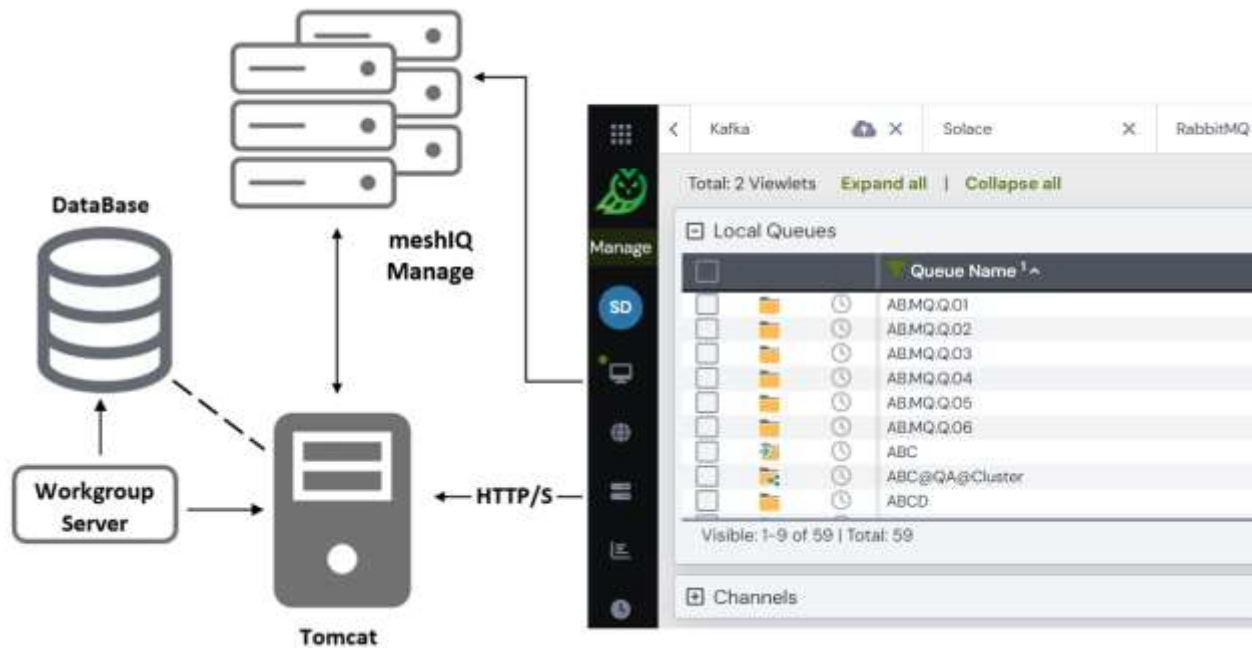 DataBase
meshIQ
Manage
Workgroup
Server
HTTP/S
Tomcat
Kafka
Solace
RabbitMQ
Total: 2 Viewlets Expand all | Collapse all
Local Queues
Manage
Queue Name 1
SD
AB.MQ.Q.01
AB.MQ.Q.02
AB.MQ.Q.03
AB.MQ.Q.04
AB.MQ.Q.05
AB.MQ.Q.06
ABC
ABC@QA@Cluster
ABCD
Visible: 1-9 of 59 | Total: 59
Channels